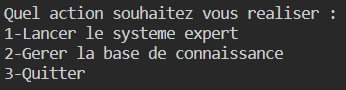 Quel action souhaitez vous realiser :
1-Lancer le systeme expert
2-Gerer la base de connaissance
3-Quitter